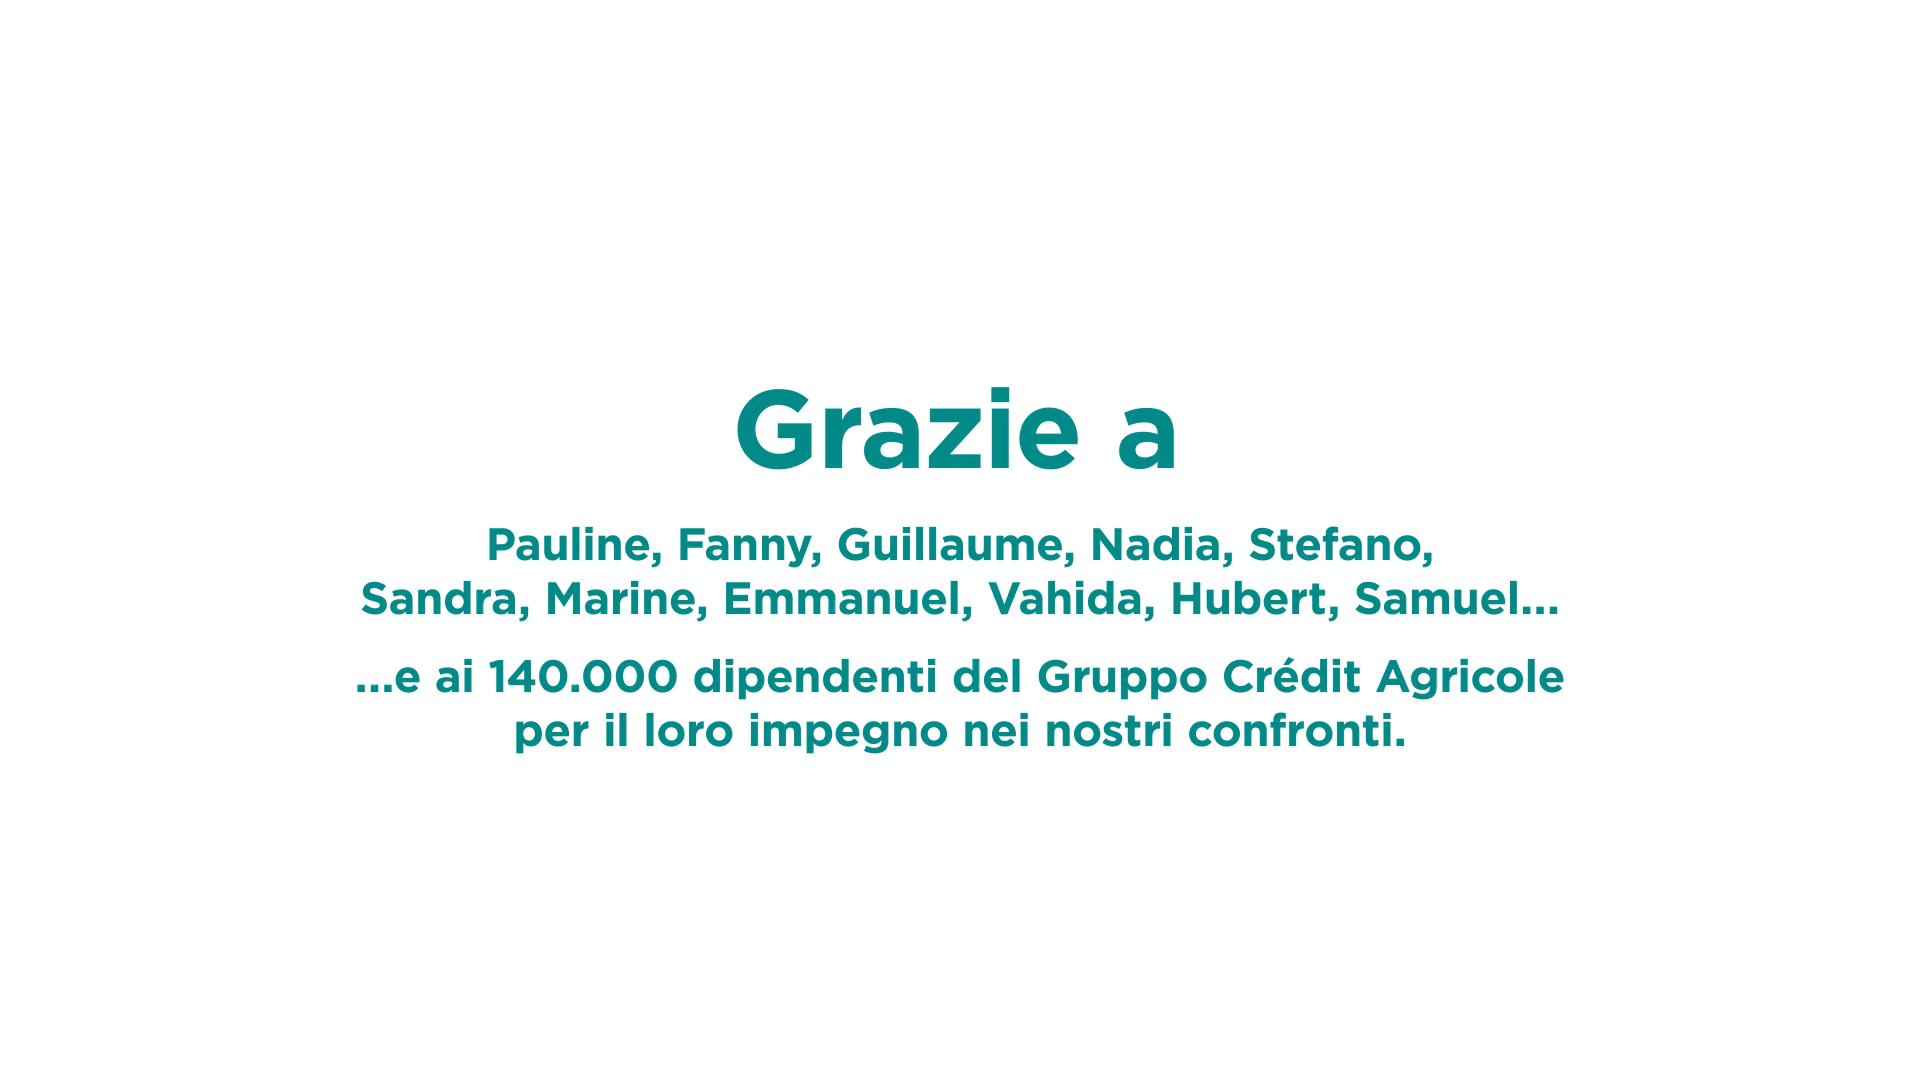 Grazie a
Pauline, Fanny, Guillaume, Nadia, Stefano,
Sandra, Marine, Emmanuel, Vahida, Hubert, Samuel...
...e ai 140.000 dipendenti del Gruppo Crédit Agricole
per il loro impegno nei nostri confronti.